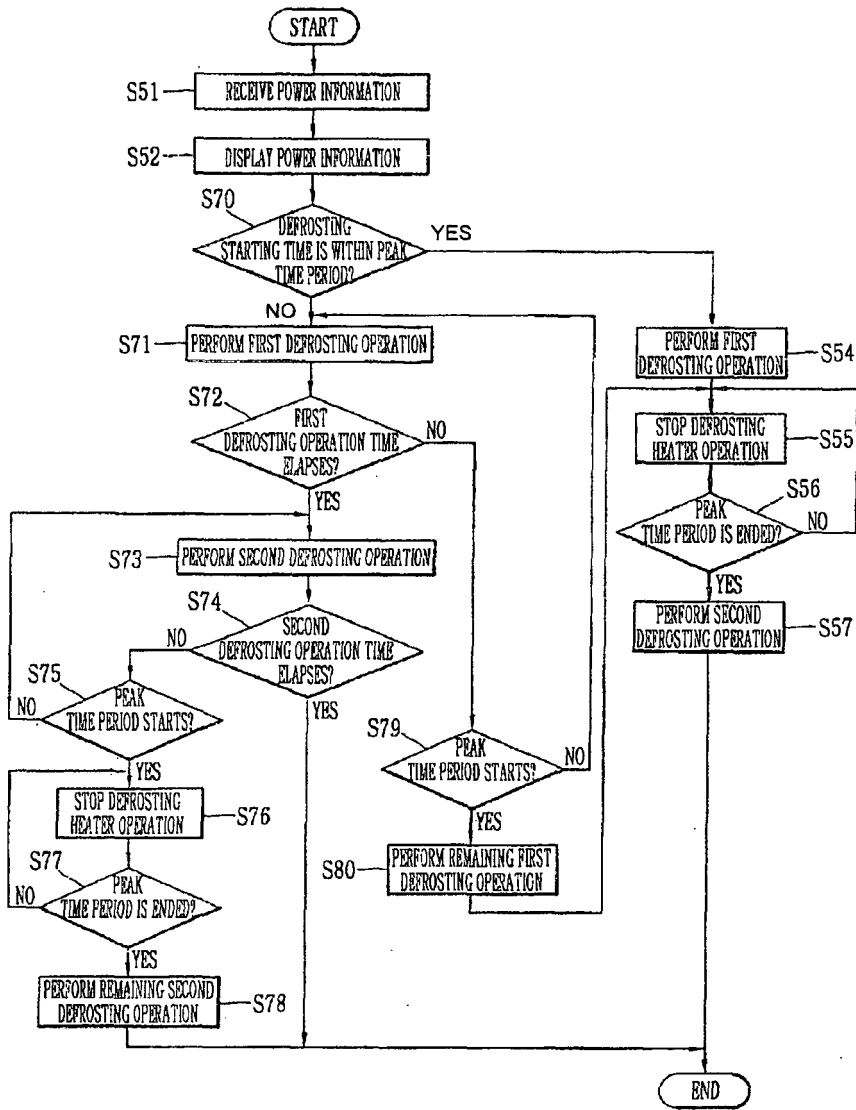 START
S51
RECEIVE POWER INFORMATION
S52
DISPLAY POWER INFORMATION
S70
DEFROSTING
STARTING TIME IS WITHIN PEAK
TIME PERIOD?
YES
NO
S71
PERFORM FIRST DEFROSTING OPERATION
PERFORM FIRST
DEFROSTING OPERATION
S54
S72
FIRST
DEFROSTING OPERATION TIME
ELAPSES?
NO
YES
STOP DEFROSTING
HEATER OPERATION
S55
S56
PEAK
TIME PERIOD IS ENDED?
NO
YES
S73
PERFORM SECOND DEFROSTING OPERATION
PERFORM SECOND
DEFROSTING OPERATION
S57
S74
SECOND
DEFROSTING OPERATION TIME
ELAPSES?
NO
YES
S75
PEAK
TIME PERIOD STARTS?
NO
YES
S79
PEAK
TIME PERIOD STARTS?
NO
YES
STOP DEFROSTING
HEATER OPERATION
S76
S80
PERFORM REMAINING FIRST
DEFROSTING OPERATION
S77
PEAK
TIME PERIOD IS ENDED?
NO
YES
PERFORM REMAINING SECOND
DEFROSTING OPERATION
S78
END